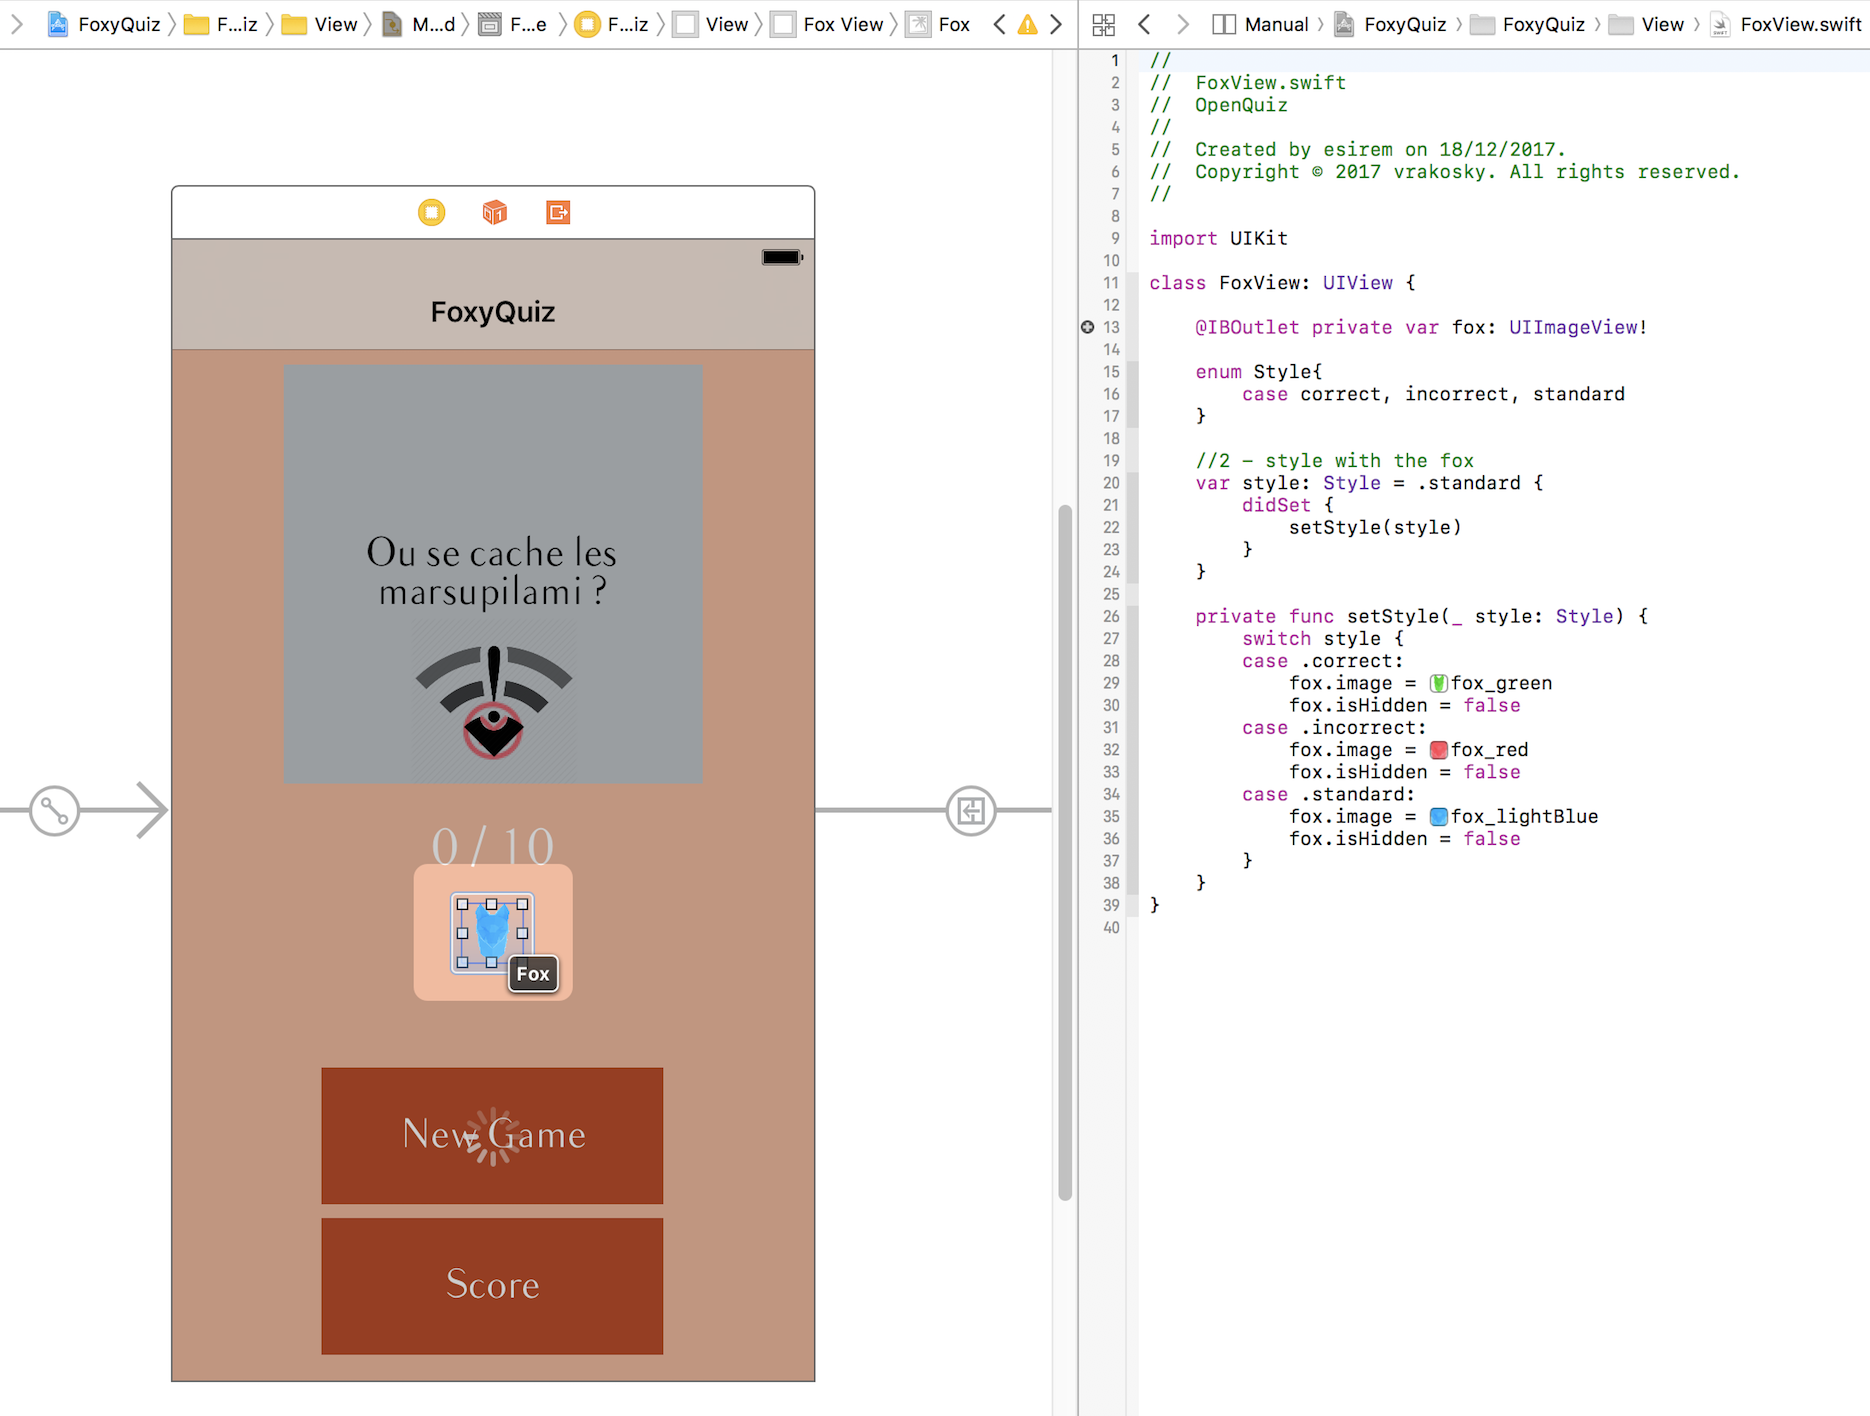 FoxyQuiz F...iz View M...d F...e F...iz View Fox View Fox
Manual FoxyQuiz FoxyQuiz View FoxView.swift
FoxyQuiz
Ou se cache les
marsupilami ?
0 / 10
Fox
New Game
Score
1 //
2 // FoxView.swift
3 // OpenQuiz
4 //
5 // Created by esirem on 18/12/2017.
6 // Copyright © 2017 vrakosky. All rights reserved.
7 //
8
9 import UIKit
10
11 class FoxView: UIView {
12
13 @IBOutlet private var fox: UIImageView!
14
15 enum Style{
16 case correct, incorrect, standard
17 }
18
19 //2 – style with the fox
20 var style: Style = .standard {
21 didSet {
22 setStyle(style)
23 }
24 }
25
26 private func setStyle(_ style: Style) {
27 switch style {
28 case .correct:
29 fox.image = fox_green
30 fox.isHidden = false
31 case .incorrect:
32 fox.image = fox_red
33 fox.isHidden = false
34 case .standard:
35 fox.image = fox_lightBlue
36 fox.isHidden = false
37 }
38 }
39 }
40